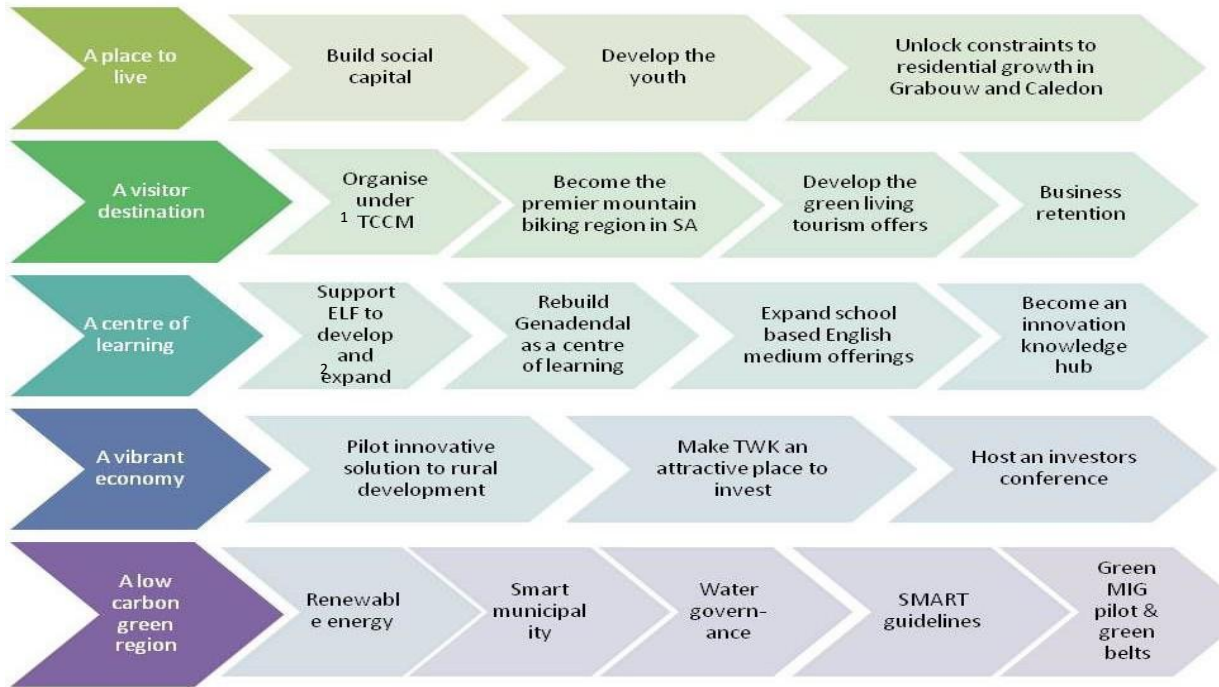 A place to
live
Build social
capital
Develop the
youth
Unlock constraints to
residential growth in
Grabouw and Caledon
A visitor
destination
Organise
under
1 TCCM
Become the
premier mountain
biking region in SA
Develop the
green living
tourism offers
Business
retention
A centre of
learning
Support
ELF to
develop
and
2 expand
Rebuild
Genadendal
as a centre
of learning
Expand school
based English
medium offerings
Become an
innovation
knowledge
hub
A vibrant
economy
Pilot innovative
solution to rural
development
Make TWK an
attractive place to
invest
Host an investors
conference
A low
carbon
green
region
Renewabl
e energy
Smart
municipal
ity
Water
govern-
ance
SMART
guidelines
Green
MIG
pilot &
green
belts